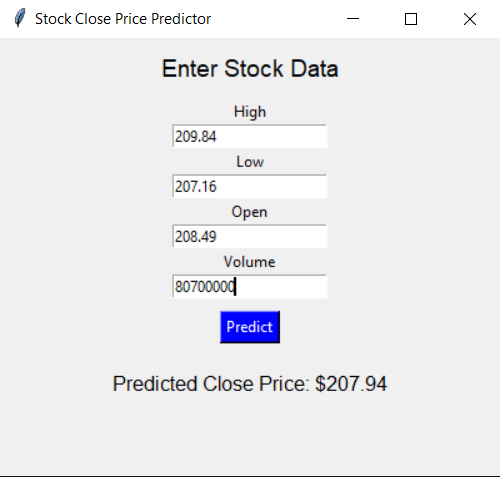 Stock Close Price Predictor
Enter Stock Data
High
209.84
Low
207.16
Open
208.49
Volume
80700000
Predict
Predicted Close Price: $207.94